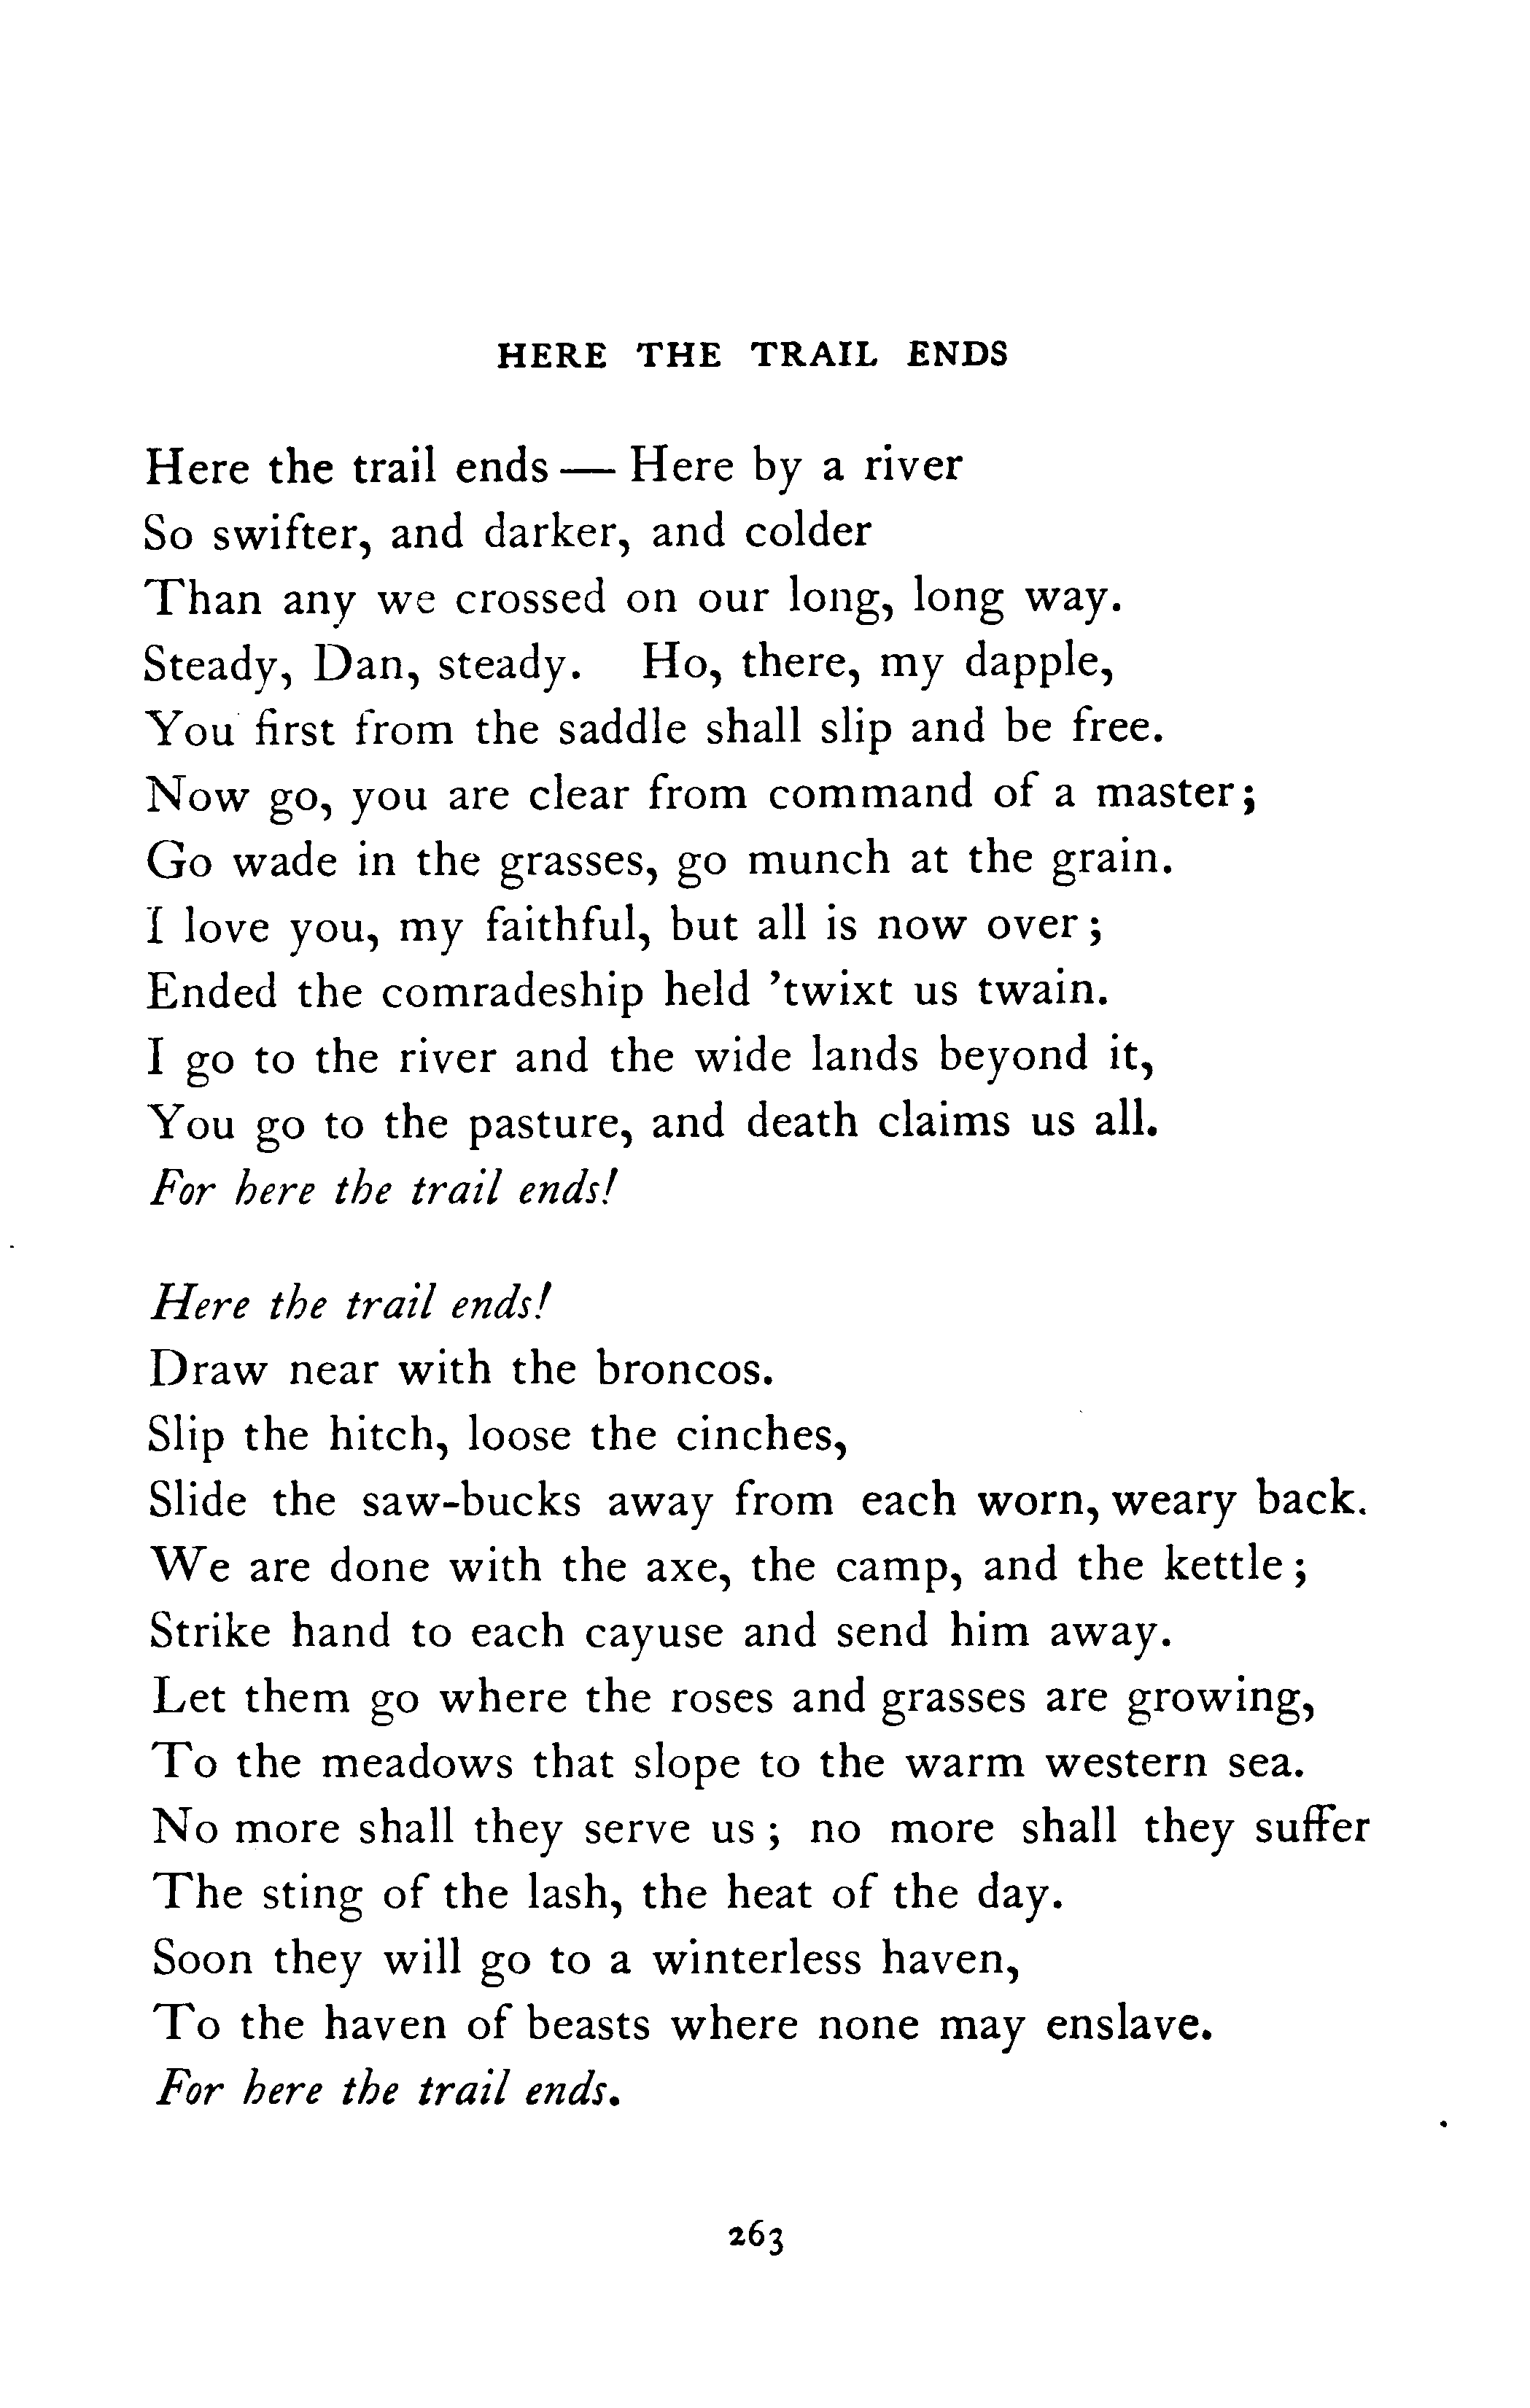 HERE THE TRAIL ENDS
Here the trail ends — Here by a river
So swifter, and darker, and colder
Than any we crossed on our long, long way.
Steady, Dan, steady. Ho, there, my dapple,
You first from the saddle shall slip and be free.
Now go, you are clear from command of a master;
Go wade in the grasses, go munch at the grain.
I love you, my faithful, but all is now over;
Ended the comradeship held 'twixt us twain.
I go to the river and the wide lands beyond it,
You go to the pasture, and death claims us all.
For here the trail ends!
Here the trail ends!
Draw near with the broncos.
Slip the hitch, loose the cinches,
Slide the saw-bucks away from each worn, weary back.
We are done with the axe, the camp, and the kettle;
Strike hand to each cayuse and send him away.
Let them go where the roses and grasses are growing,
To the meadows that slope to the warm western sea.
No more shall they serve us; no more shall they suffer
The sting of the lash, the heat of the day.
Soon they will go to a winterless haven,
To the haven of beasts where none may enslave.
For here the trail ends.
263